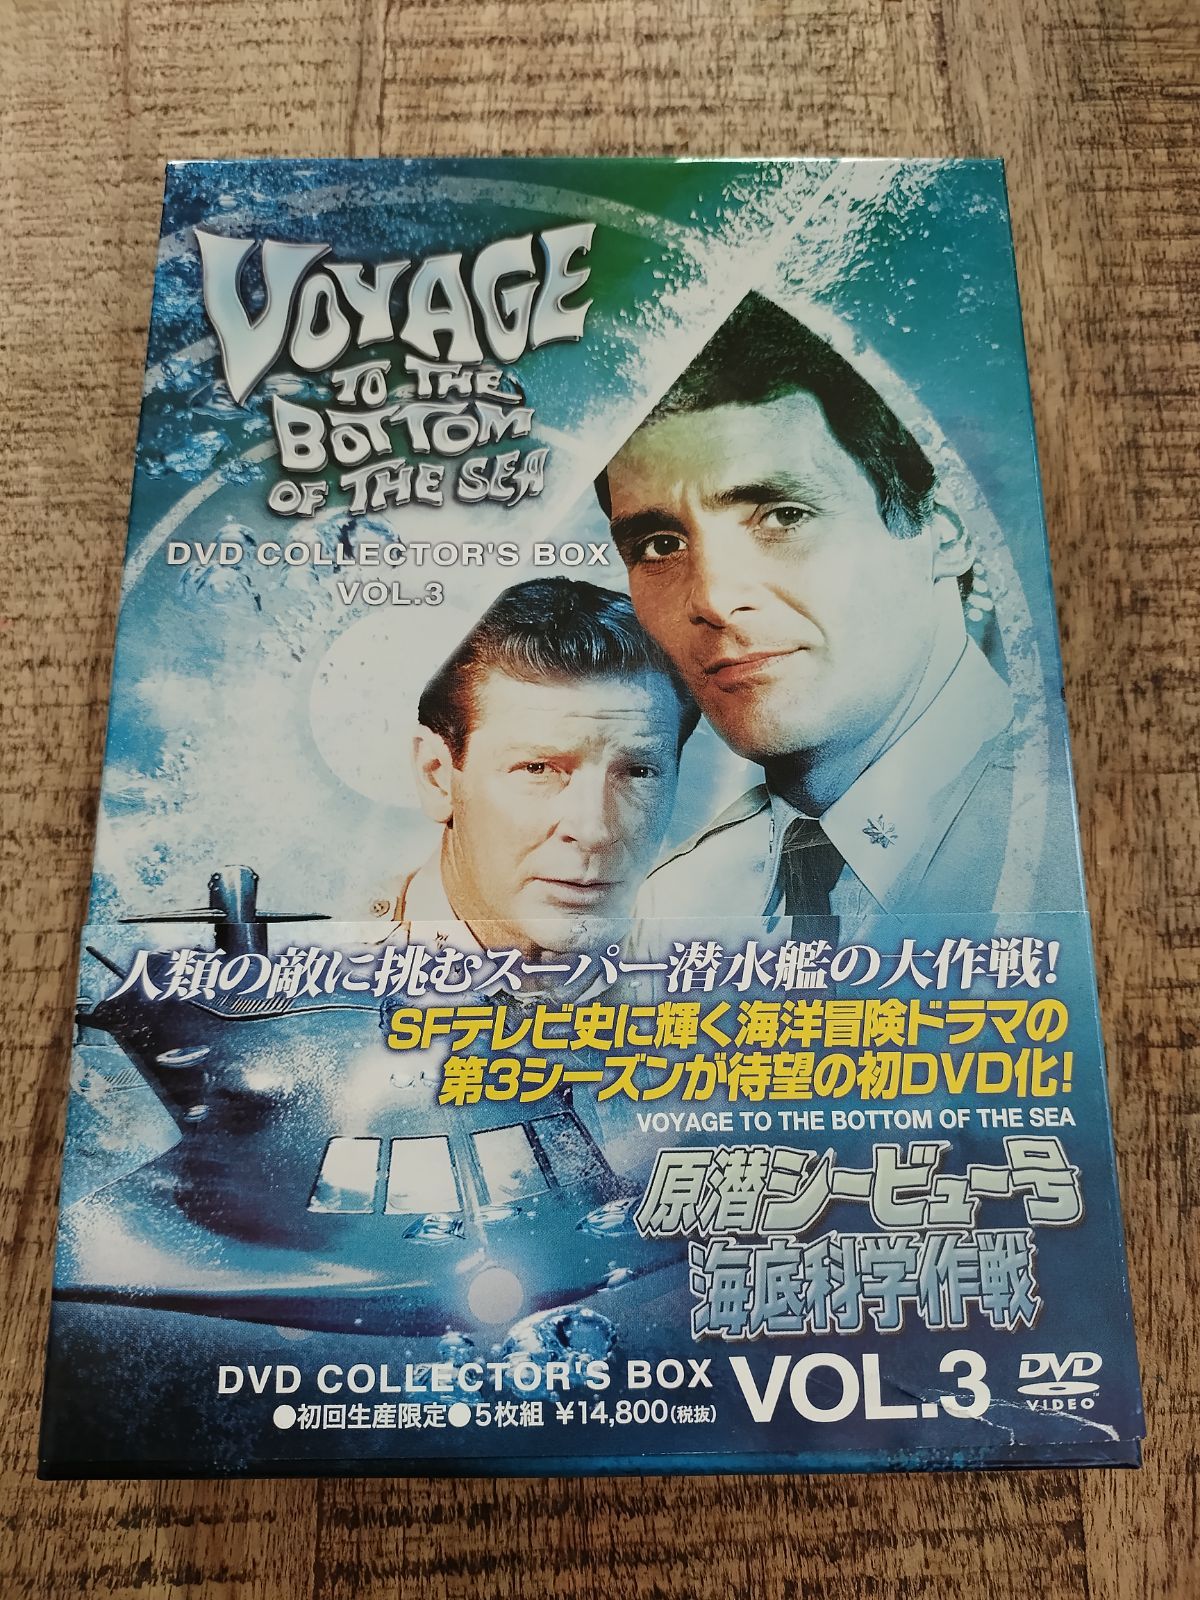 VOYAGE
TO THE
BOTTOM
OF THE SEA
DVD COLLECTOR'S BOX
VOL.3
人類の敵に挑むスーパー潜水艦の大作戦!
SFテレビ史に輝く海洋冒険ドラマの
第3シーズンが待望の初DVD化!
VOYAGE TO THE BOTTOM OF THE SEA
原潜シービュー号
海底科学作戦
DVD COLLECTOR'S BOX VOL.3
●初回生産限定●5枚組 ¥14,800(税抜)
DVD
VIDEO
TM